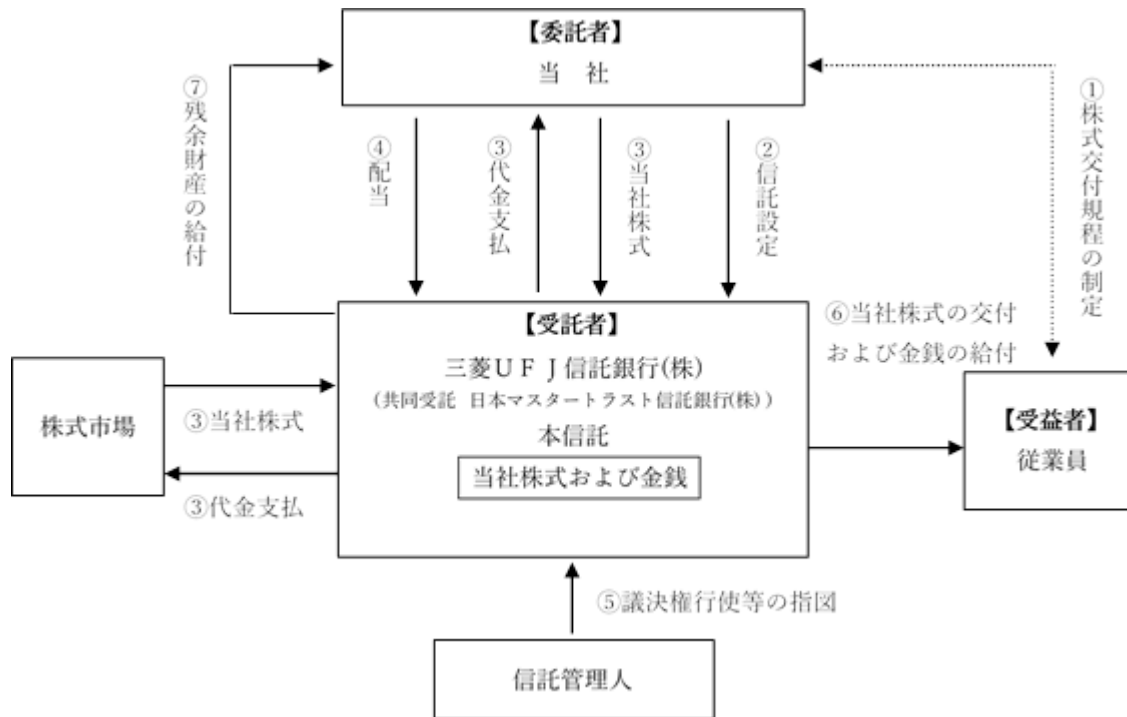 【委託者】
当 社
⑦残余財産の給付
④配当
③代金支払
③当社株式
②信託設定
①株式交付規程の制定
【受託者】
三菱UFJ信託銀行(株)
(共同受託 日本マスタートラスト信託銀行(株))
本信託
当社株式および金銭
⑥当社株式の交付
および金銭の給付
株式市場
③当社株式
③代金支払
【受益者】
従業員
⑤議決権行使等の指図
信託管理人